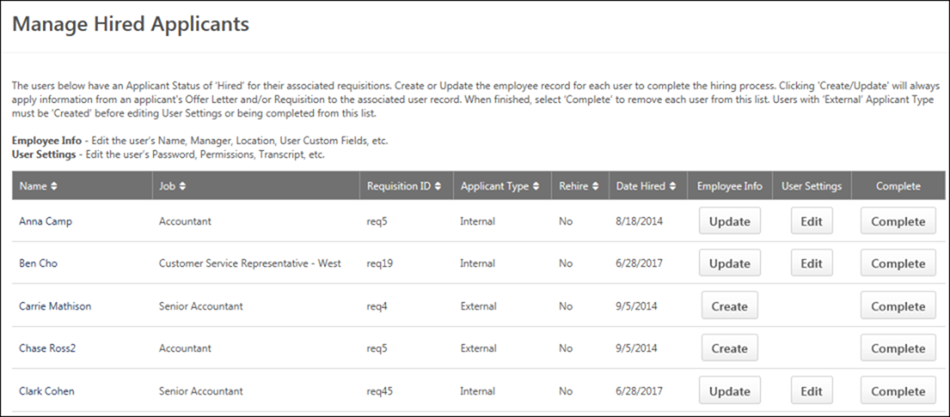 Manage Hired Applicants
The users below have an Applicant Status of 'Hired' for their associated requisitions. Create or Update the employee record for each user to complete the hiring process. Clicking 'Create/Update' will always
apply information from an applicant's Offer Letter and/or Requisition to the associated user record. When finished, select 'Complete' to remove each user from this list. Users with 'External' Applicant Type
must be 'Created' before editing User Settings or being completed from this list.
Employee Info - Edit the user's Name, Manager, Location, User Custom Fields, etc.
User Settings - Edit the user's Password, Permissions, Transcript, etc.
Name Job Requisition ID Applicant Type Rehire Date Hired Employee Info User Settings Complete
Anna Camp Accountant req5 Internal No 8/18/2014 Update Edit Complete
Ben Cho Customer Service Representative - West req19 Internal No 6/28/2017 Update Edit Complete
Carrie Mathison Senior Accountant req4 External No 9/5/2014 Create Complete
Chase Ross2 Accountant req5 External No 9/5/2014 Create Complete
Clark Cohen Senior Accountant req45 Internal No 6/28/2017 Update Edit Complete